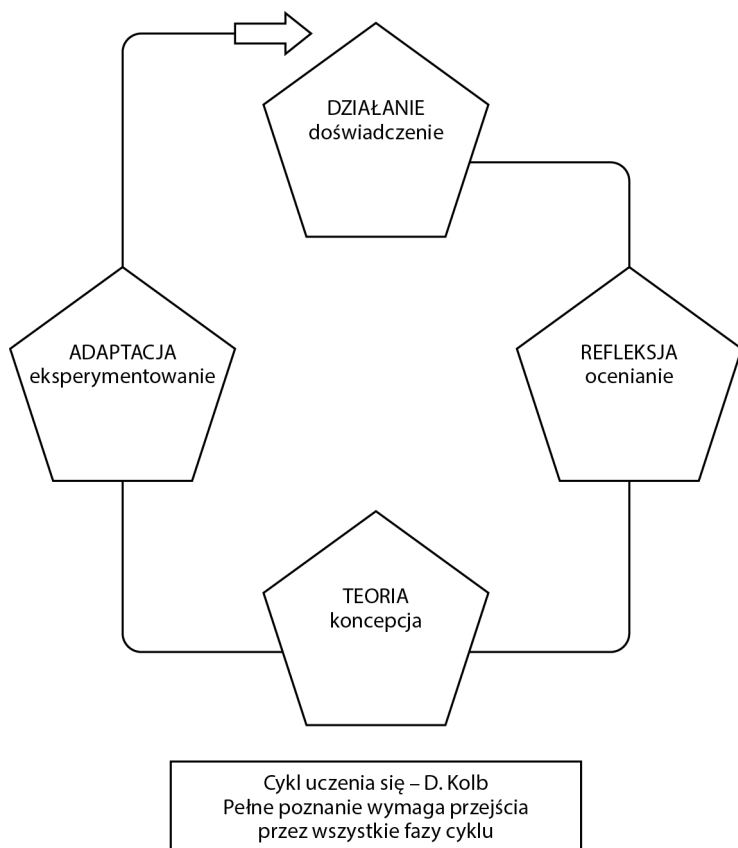 DZIAŁANIE
doświadczenie
ADAPTACJA
eksperymentowanie
REFLEKSJA
ocenianie
TEORIA
koncepcja
Cykl uczenia się – D. Kolb
Pełne poznanie wymaga przejścia
przez wszystkie fazy cyklu